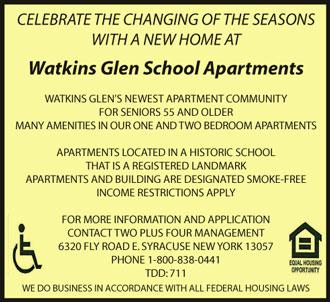 CELEBRATE THE CHANGING OF THE SEASONS
WITH A NEW HOME AT
Watkins Glen School Apartments
WATKINS GLEN'S NEWEST APARTMENT COMMUNITY
FOR SENIORS 55 AND OLDER
MANY AMENITIES IN OUR ONE AND TWO BEDROOM APARTMENTS
APARTMENTS LOCATED IN A HISTORIC SCHOOL
THAT IS A REGISTERED LANDMARK
APARTMENTS AND BUILDING ARE DESIGNATED SMOKE-FREE
INCOME RESTRICTIONS APPLY
FOR MORE INFORMATION AND APPLICATION
CONTACT TWO PLUS FOUR MANAGEMENT
6320 FLY ROAD E. SYRACUSE NEW YORK 13057
PHONE 1-800-838-0441
TDD: 711
EQUAL HOUSING
OPPORTUNITY
WE DO BUSINESS IN ACCORDANCE WITH ALL FEDERAL HOUSING LAWS